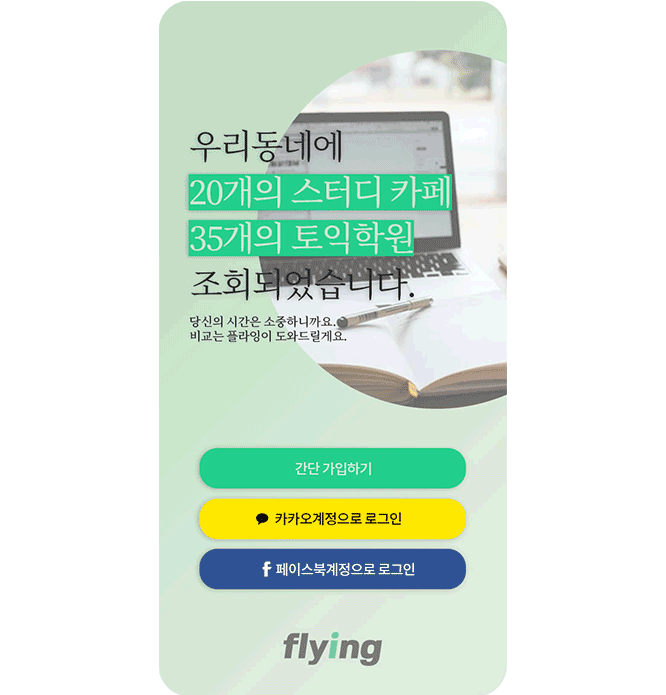 우리동네에
20개의 스터디 카페
35개의 토익학원
조회되었습니다.
당신의 시간은 소중하니까요.
비교는 플라잉이 도와드릴게요.
간단 가입하기
카카오계정으로 로그인
f 페이스북계정으로 로그인
flying